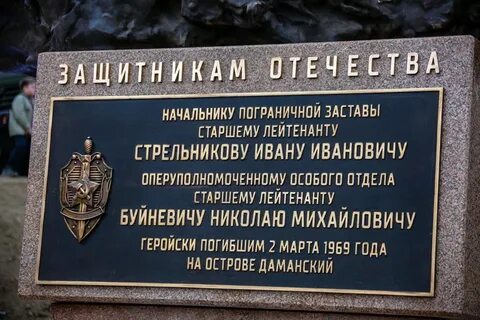 ЗАЩИТНИКАМ ОТЕЧЕСТВА
НАЧАЛЬНИКУ ПОГРАНИЧНОЙ ЗАСТАВЫ
СТАРШЕМУ ЛЕЙТЕНАНТУ
СТРЕЛЬНИКОВУ ИВАНУ ИВАНОВИЧУ
ОПЕРУПОЛНОМОЧЕННОМУ ОСОБОГО ОТДЕЛА
СТАРШЕМУ ЛЕЙТЕНАНТУ
БУЙНЕВИЧУ НИКОЛАЮ МИХАЙЛОВИЧУ
ГЕРОЙСКИ ПОГИБШИМ 2 МАРТА 1969 ГОДА
НА ОСТРОВЕ ДАМАНСКИЙ